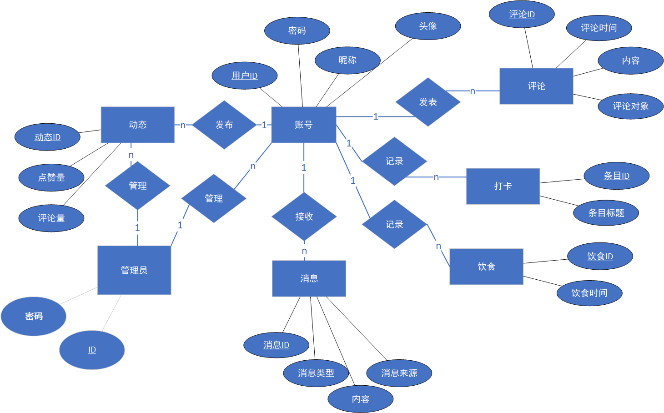 评论ID
头像
评论时间
密码
昵称
内容
用户ID
评论
发表
n
评论对象
动态
n
发布
1
账号
1
动态ID
n
1
记录
点赞量
管理
n
管理
1
1
n
打卡
条目ID
评论量
1
1
接收
记录
条目标题
n
n
管理员
消息
饮食
饮食ID
饮食时间
密码
ID
消息ID
消息类型
消息来源
内容